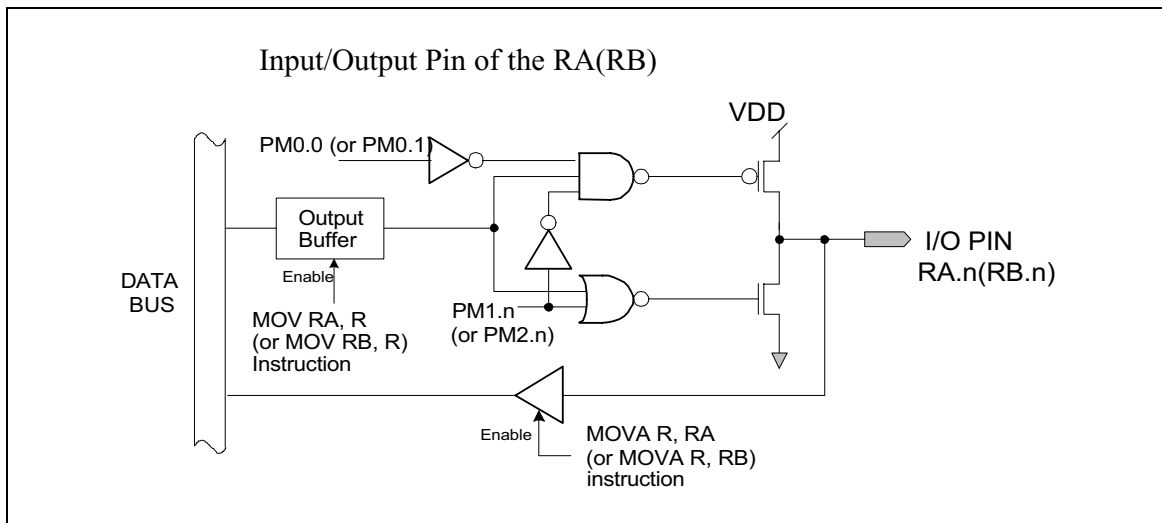 Input/Output Pin of the RA(RB)
VDD
PM0.0 (or PM0.1)
Output
Buffer
Enable
DATA
BUS
MOV RA, R
(or MOV RB, R)
Instruction
PM1.n
(or PM2.n)
I/O PIN
RA.n(RB.n)
Enable
MOVA R, RA
(or MOVA R, RB)
instruction